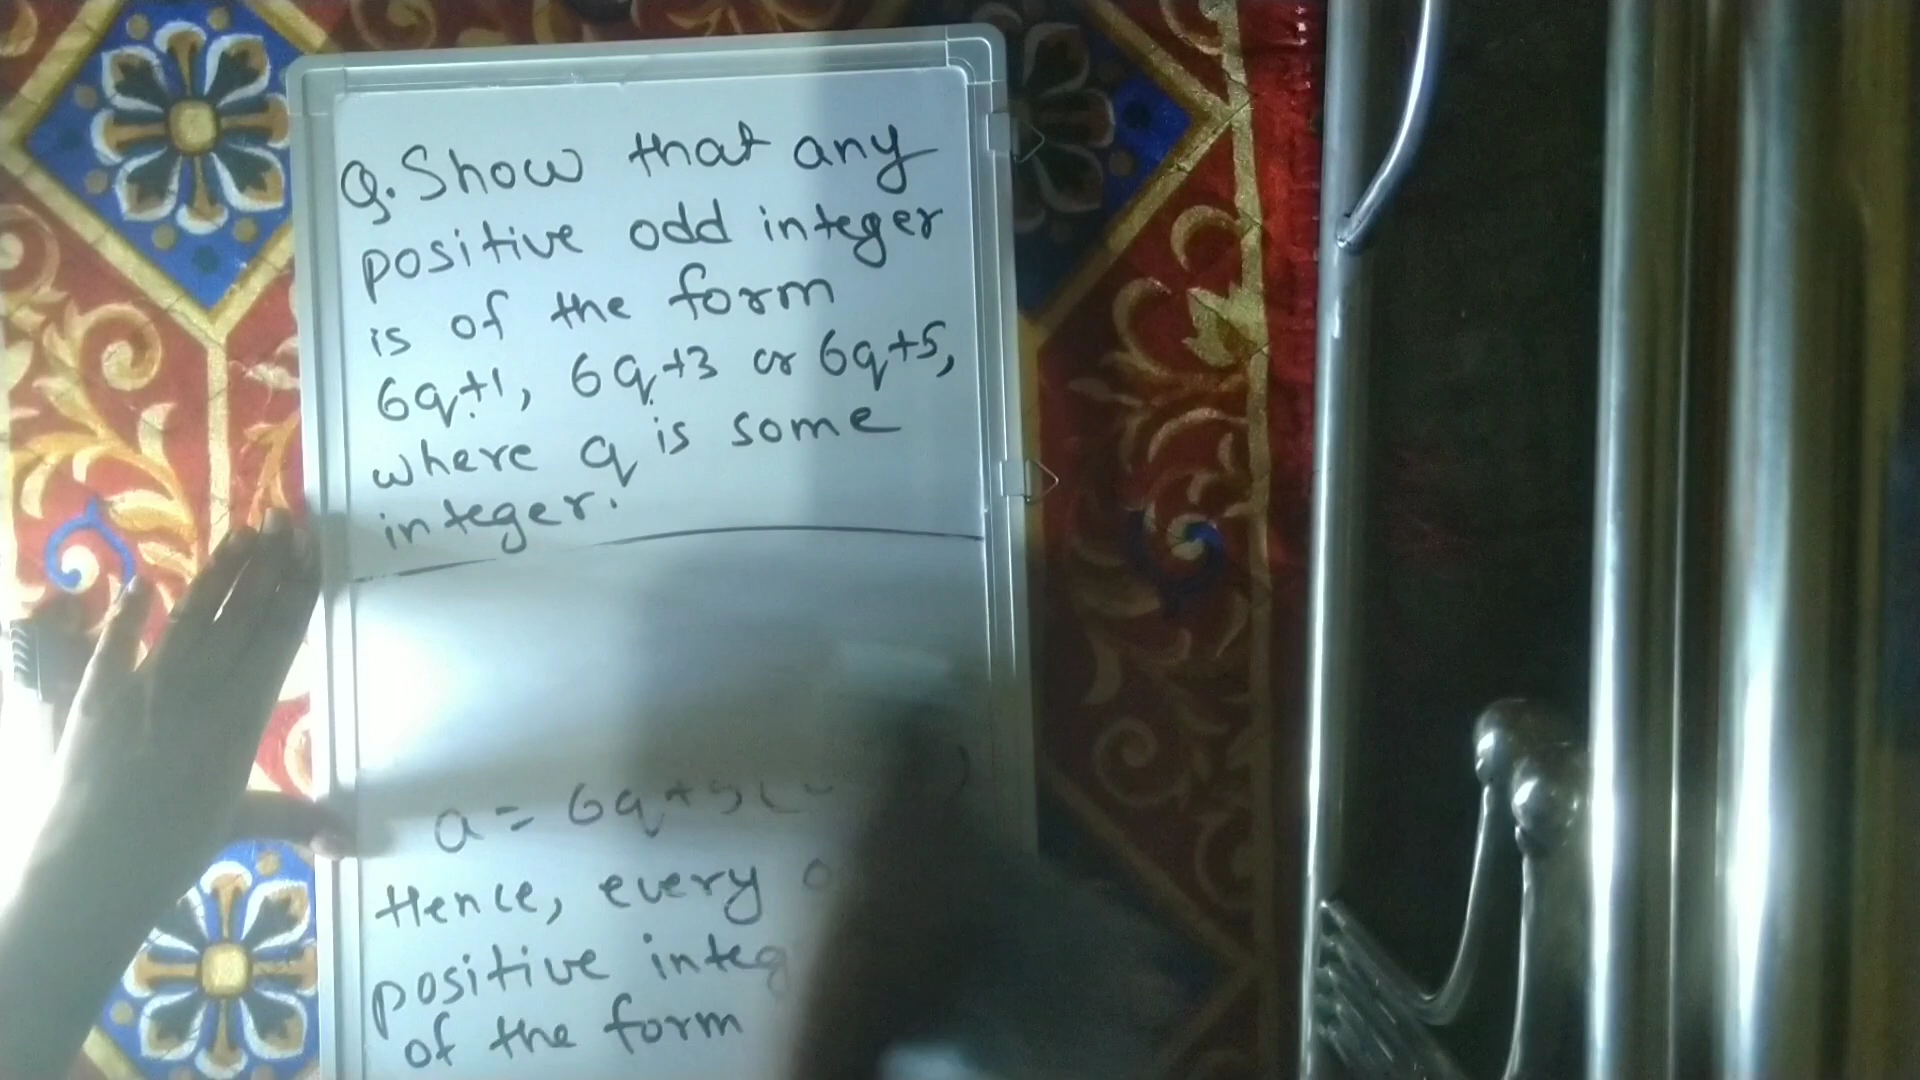 Q. Show that any
positive odd integer
is of the form
6q+1, 6q+3 or 6q+5,
where q is some
integer.
a = 6q+5
Hence, every
positive integ
of the form